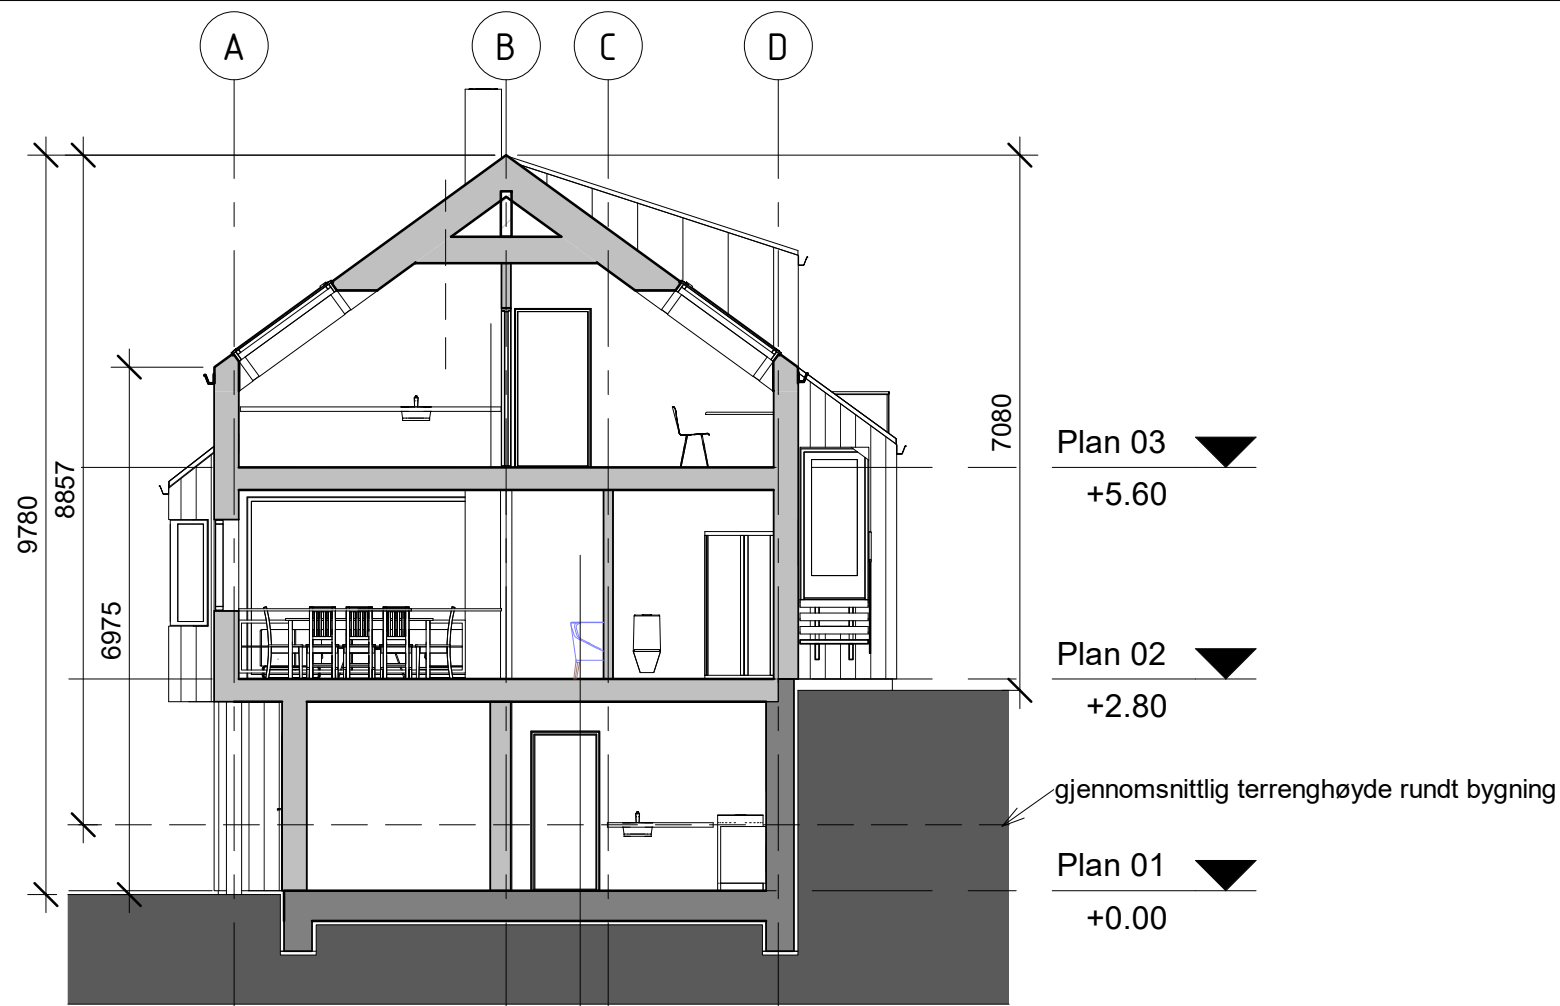 A
B
C
D
9780
8857
6975
7080
Plan 03
+5.60
Plan 02
+2.80
gjennomsnittlig terrenghøyde rundt bygning
Plan 01
+0.00